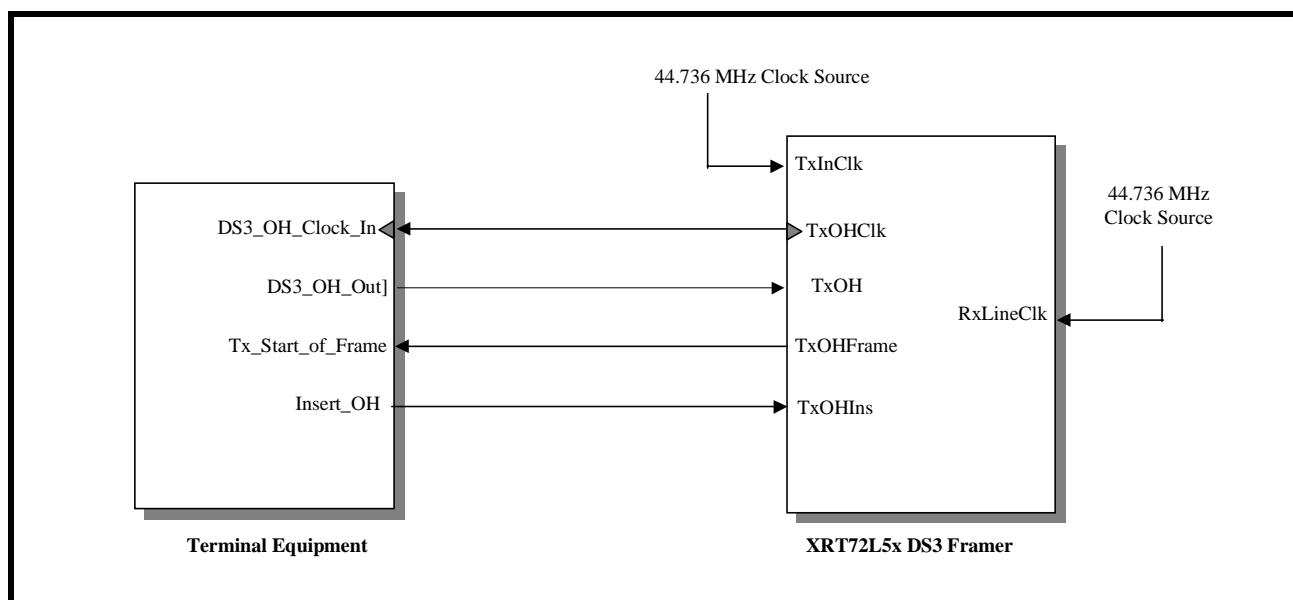 44.736 MHz Clock Source
TxInClk
44.736 MHz
Clock Source
DS3_OH_Clock_In
TxOHClk
DS3_OH_Out]
TxOH
RxLineClk
Tx_Start_of_Frame
TxOHFrame
Insert_OH
TxOHIns
Terminal Equipment
XRT72L5x DS3 Framer